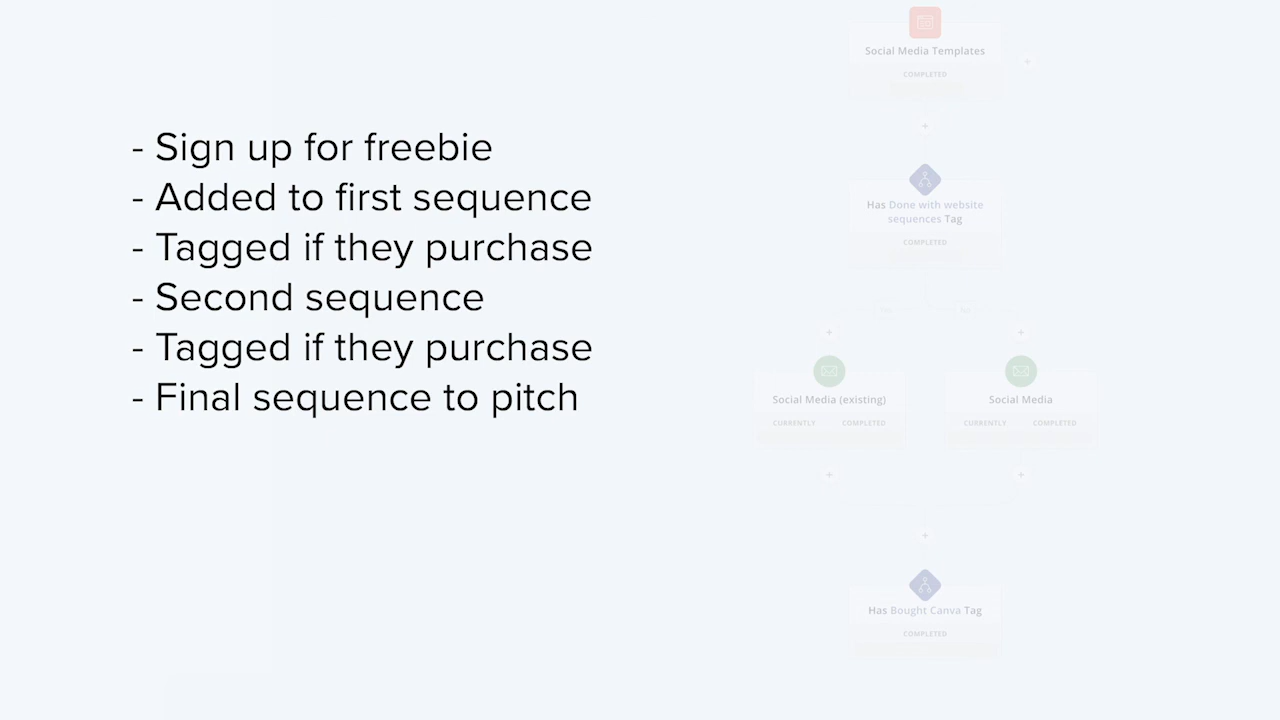 - Sign up for freebie
- Added to first sequence
- Tagged if they purchase
- Second sequence
- Tagged if they purchase
- Final sequence to pitch
Social Media Templates
COMPLETED
Has Done with website
sequences Tag
COMPLETED
Social Media (existing)
CURRENTLY COMPLETED
Social Media
CURRENTLY COMPLETED
Has Bought Canva Tag
COMPLETED